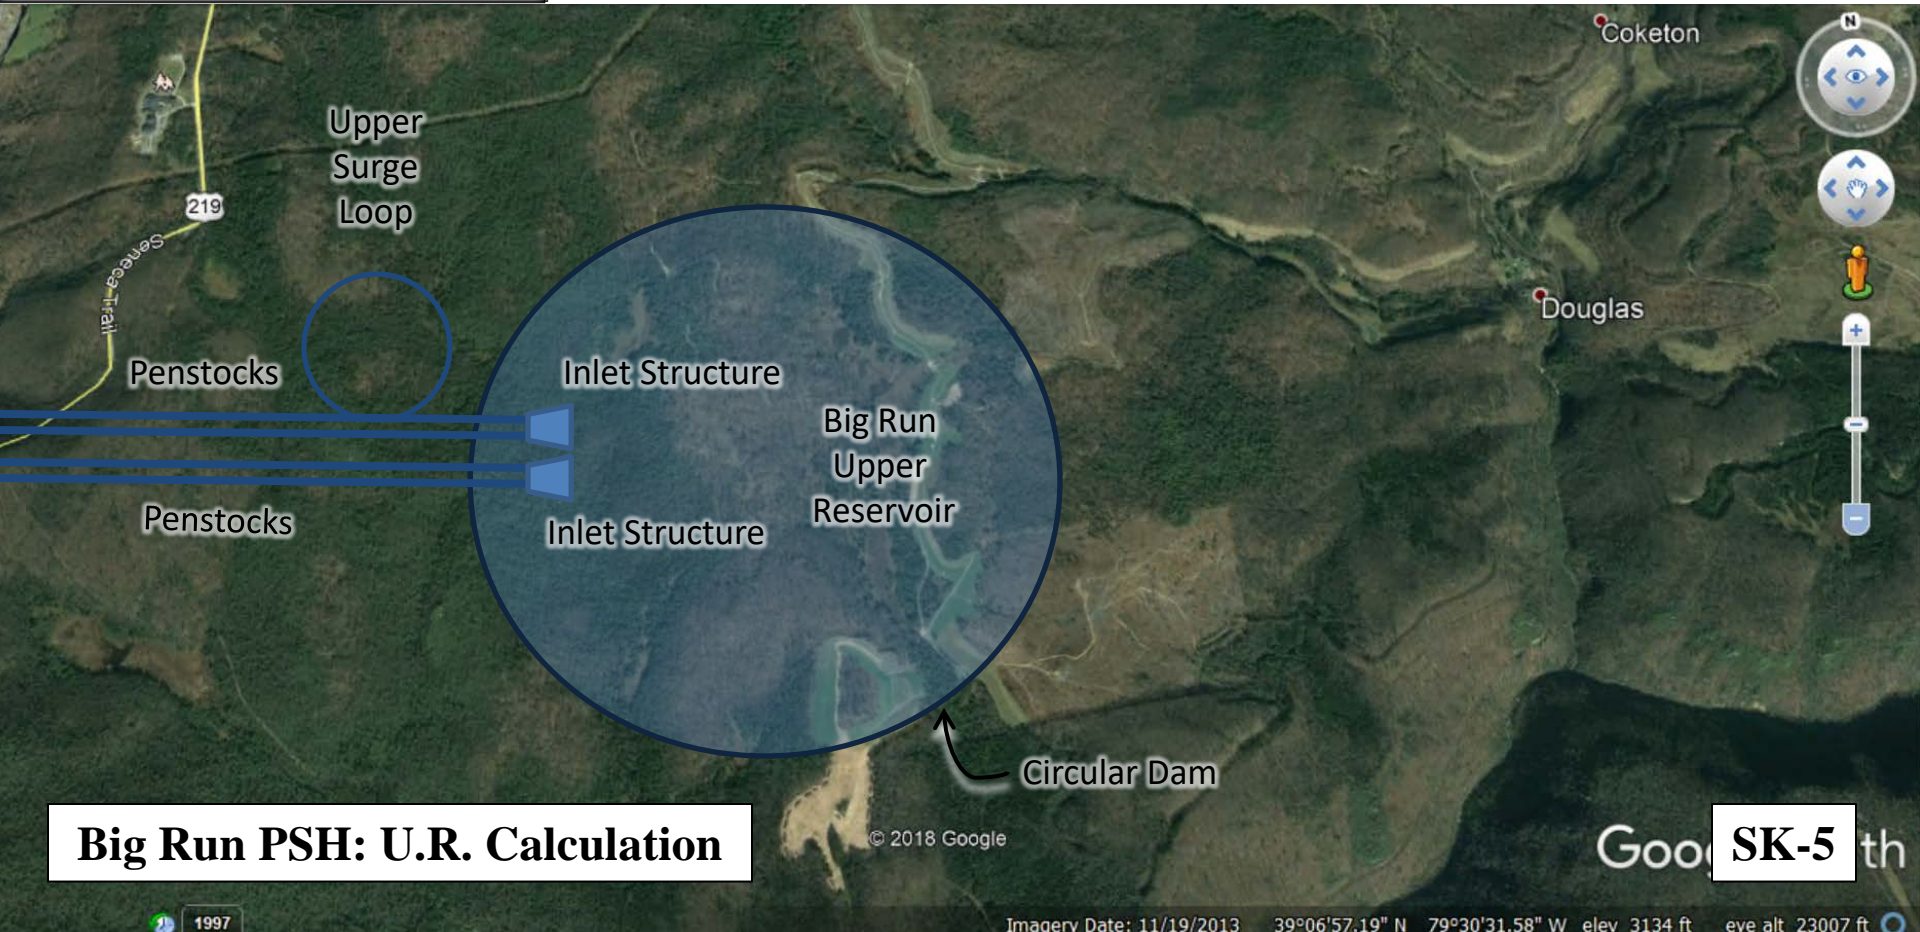 Coketon
N
Upper
Surge
Loop
219
Seneca Trail
Douglas
Penstocks
Inlet Structure
Big Run
Upper
Reservoir
Penstocks
Inlet Structure
Circular Dam
Big Run PSH: U.R. Calculation
© 2018 Google
Goo
SK-5
th
1997
Imagery Date: 11/19/2013 39°06'57.19" N 79°30'31.58" W elev 3134 ft eye alt 23007 ft